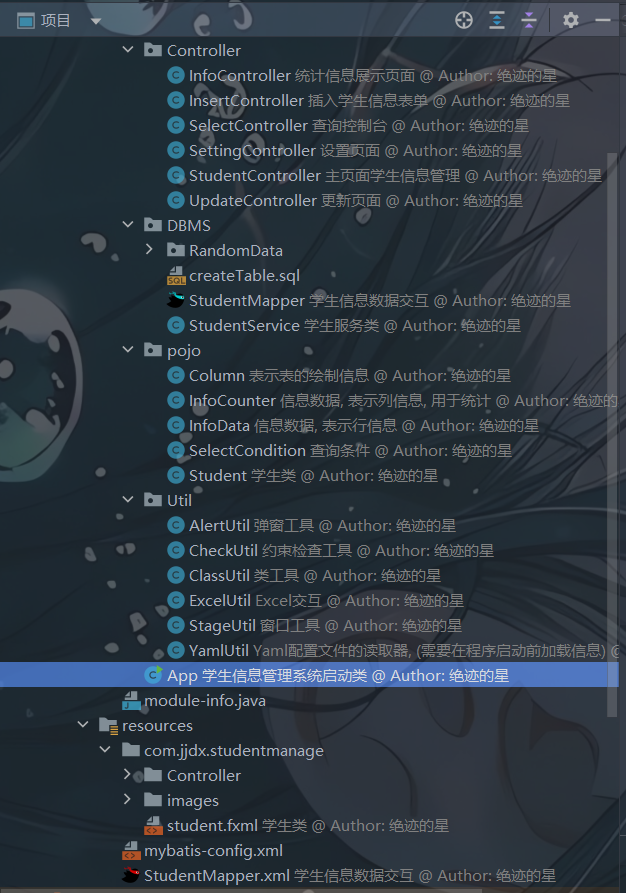 项目
Controller
InfoController 统计信息展示页面 @ Author: 绝迹的星
InsertController 插入学生信息表单 @ Author: 绝迹的星
SelectController 查询控制台 @ Author: 绝迹的星
SettingController 设置页面 @ Author: 绝迹的星
StudentController 主页面学生信息管理 @ Author: 绝迹的星
UpdateController 更新页面 @ Author: 绝迹的星
DBMS
RandomData
createTable.sql
StudentMapper 学生信息数据交互 @ Author: 绝迹的星
StudentService 学生服务类 @ Author: 绝迹的星
pojo
Column 表示表的绘制信息 @ Author: 绝迹的星
InfoCounter 信息数据, 表示列信息, 用于统计 @ Author: 绝迹的
InfoData 信息数据, 表示行信息 @ Author: 绝迹的星
SelectCondition 查询条件 @ Author: 绝迹的星
Student 学生类 @ Author: 绝迹的星
Util
AlertUtil 弹窗工具 @ Author: 绝迹的星
CheckUtil 约束检查工具 @ Author: 绝迹的星
ClassUtil 类工具 @ Author: 绝迹的星
ExcelUtil Excel交互 @ Author: 绝迹的星
StageUtil 窗口工具 @ Author: 绝迹的星
YamlUtil Yaml配置文件的读取器, (需要在程序启动前加载信息) @
App 学生信息管理系统启动类 @ Author: 绝迹的星
module-info.java
resources
com.jjdx.studentmanage
Controller
images
student.fxml 学生类 @ Author: 绝迹的星
mybatis-config.xml
StudentMapper.xml 学生信息数据交互 @ Author: 绝迹的星